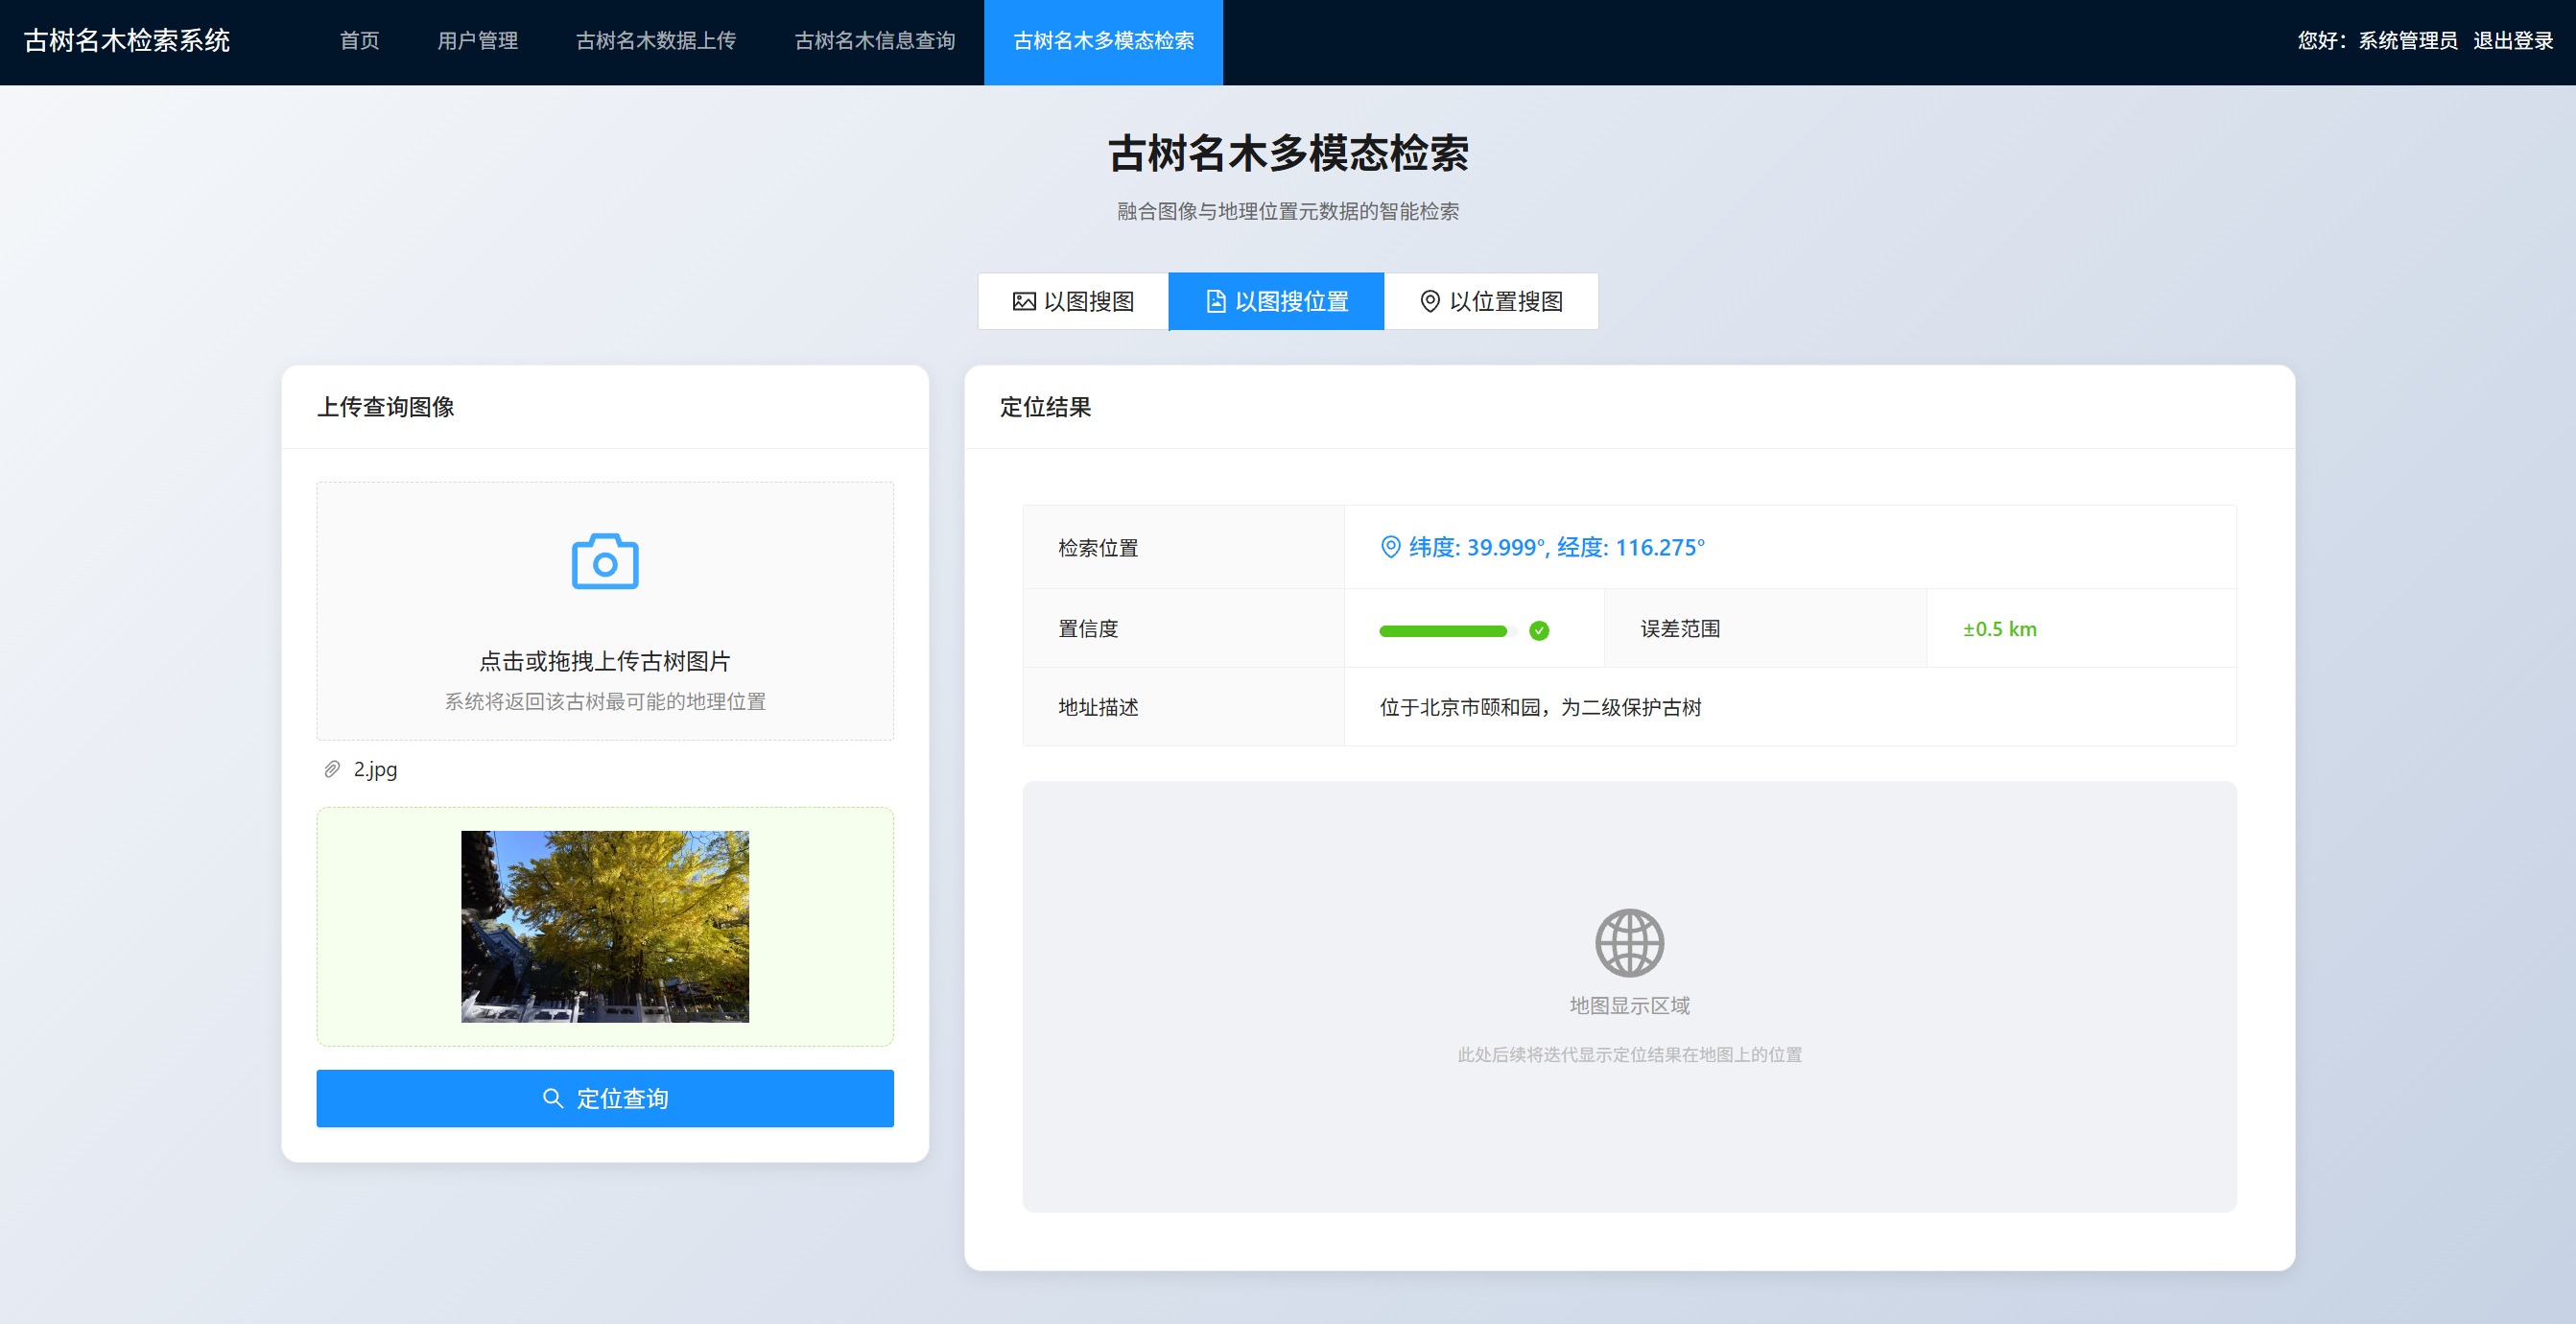 古树名木检索系统 首页 用户管理 古树名木数据上传 古树名木信息查询 古树名木多模态检索 您好：系统管理员 退出登录
古树名木多模态检索
融合图像与地理位置元数据的智能检索
以图搜图 以图搜位置 以位置搜图
上传查询图像
点击或拖拽上传古树图片
系统将返回该古树最可能的地理位置
2.jpg
定位查询
定位结果
检索位置 纬度: 39.999°, 经度: 116.275°
置信度 误差范围 ±0.5 km
地址描述 位于北京市颐和园，为二级保护古树
地图显示区域
此处后续将迭代显示定位结果在地图上的位置